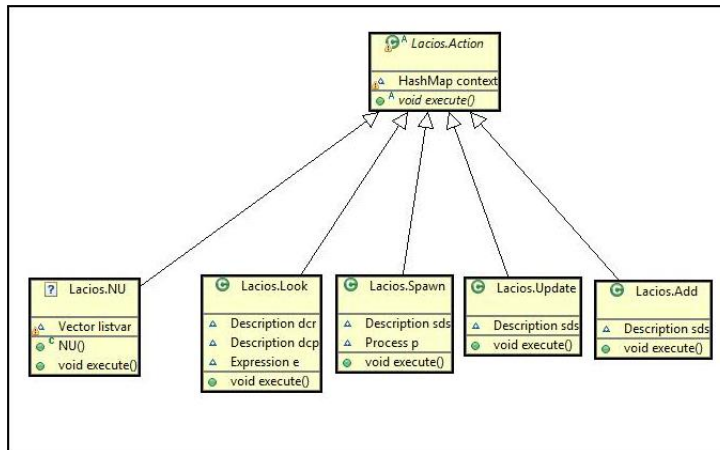 Lacios.Action
HashMap context
void execute()
Lacios.NU
Vector listvar
NU()
void execute()
Lacios.Look
Description dcr
Description dcp
Expression e
void execute()
Lacios.Spawn
Description sds
Process p
void execute()
Lacios.Update
Description sds
void execute()
Lacios.Add
Description sds
void execute()